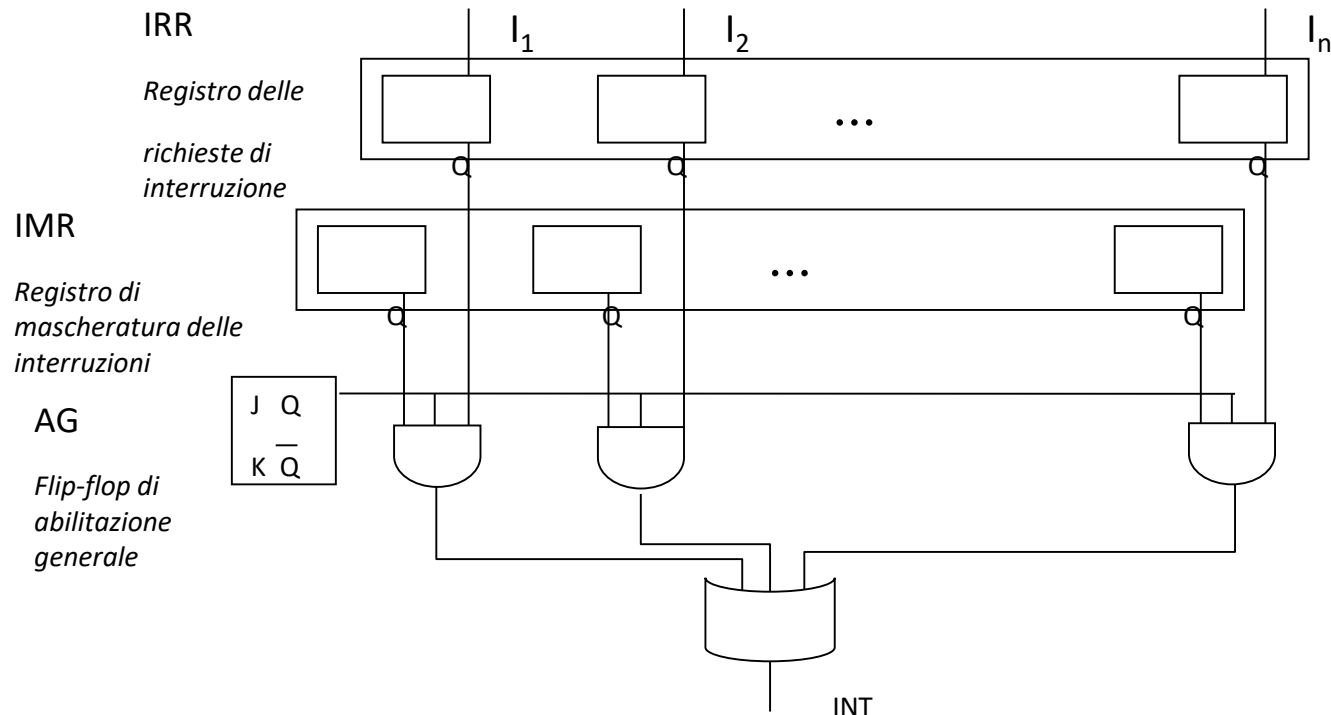 IRR
I1 I2 In
Registro delle
richieste di
interruzione
...
Q Q Q
IMR
Registro di
mascheratura delle
interruzioni
...
Q Q Q
AG
Flip-flop di
abilitazione
generale
J Q
K Q̅
INT